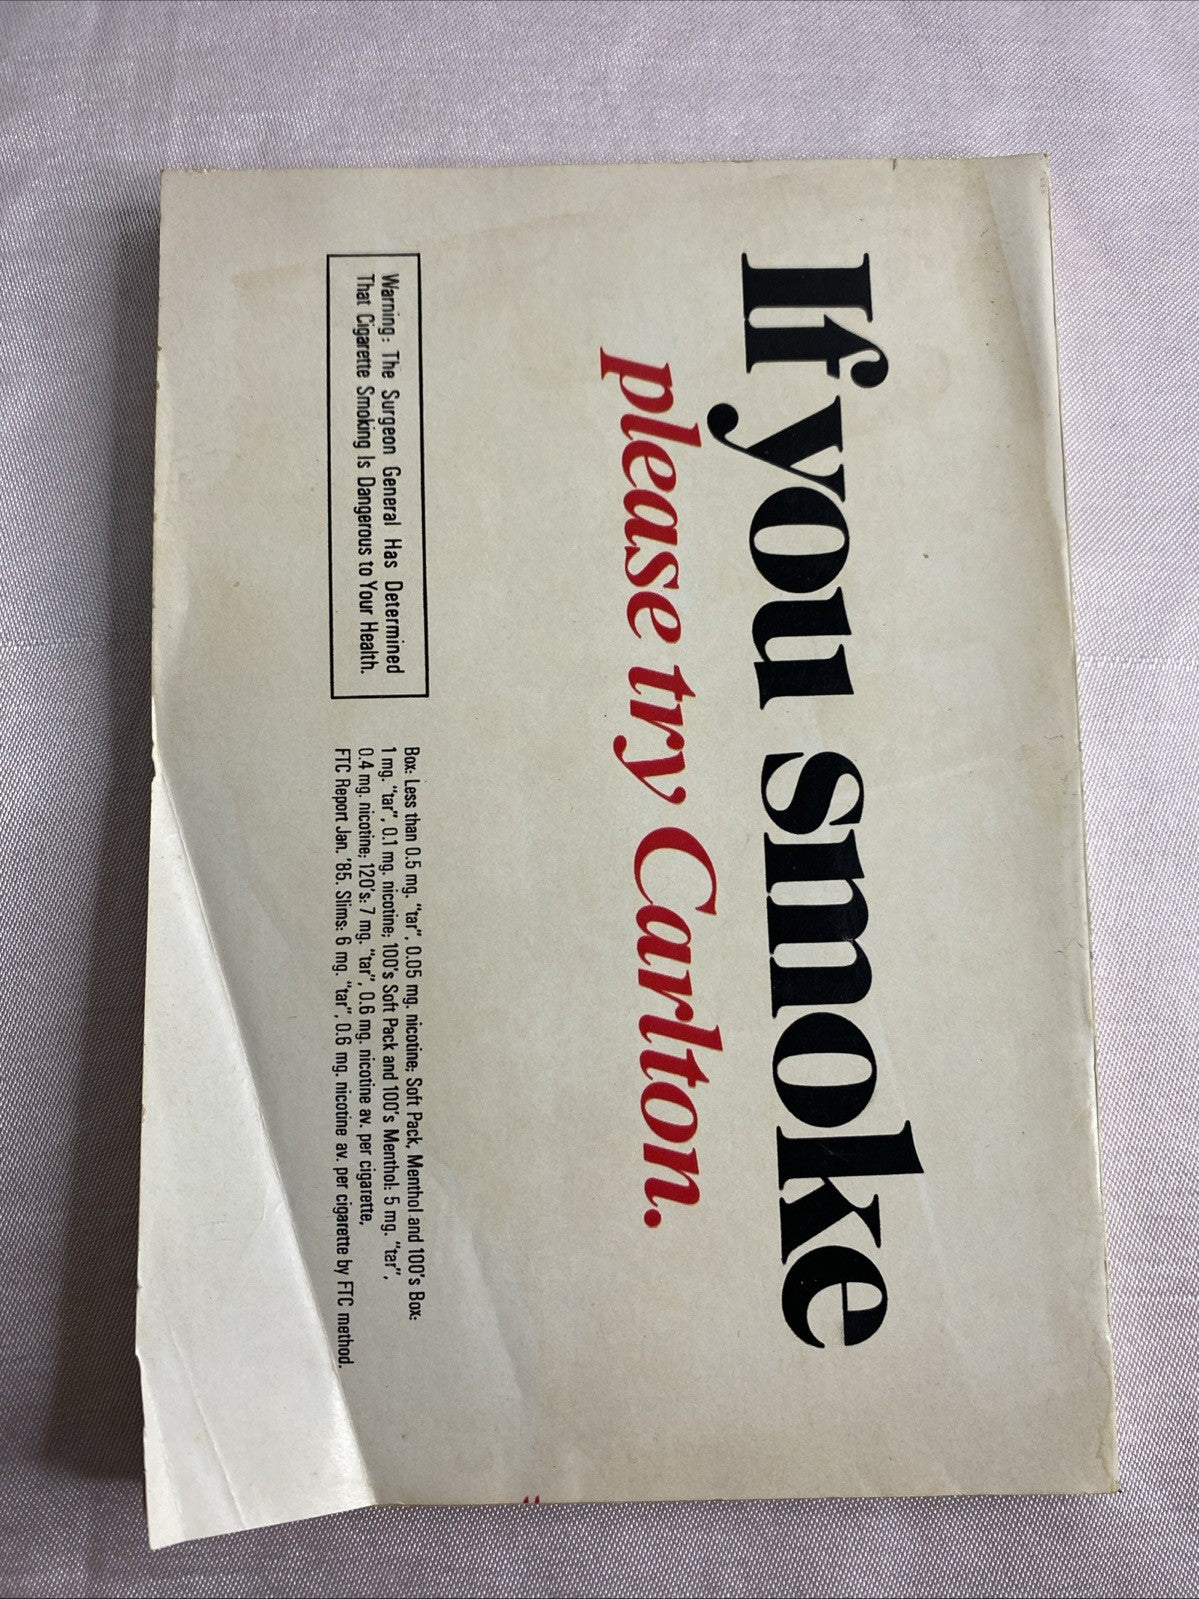 If you smoke
please try Carlton.
Warning: The Surgeon General Has Determined
That Cigarette Smoking Is Dangerous to Your Health.
Box: Less than 0.5 mg. "tar", 0.05 mg. nicotine; Soft Pack, Menthol and 100's Box:
1 mg. "tar", 0.1 mg. nicotine; 100's Soft Pack and 100's Menthol: 5 mg. "tar",
0.4 mg. nicotine; 120's: 7 mg. "tar", 0.6 mg. nicotine av. per cigarette,
FTC Report Jan. '85. Slims: 6 mg. "tar", 0.6 mg. nicotine av. per cigarette by FTC method.